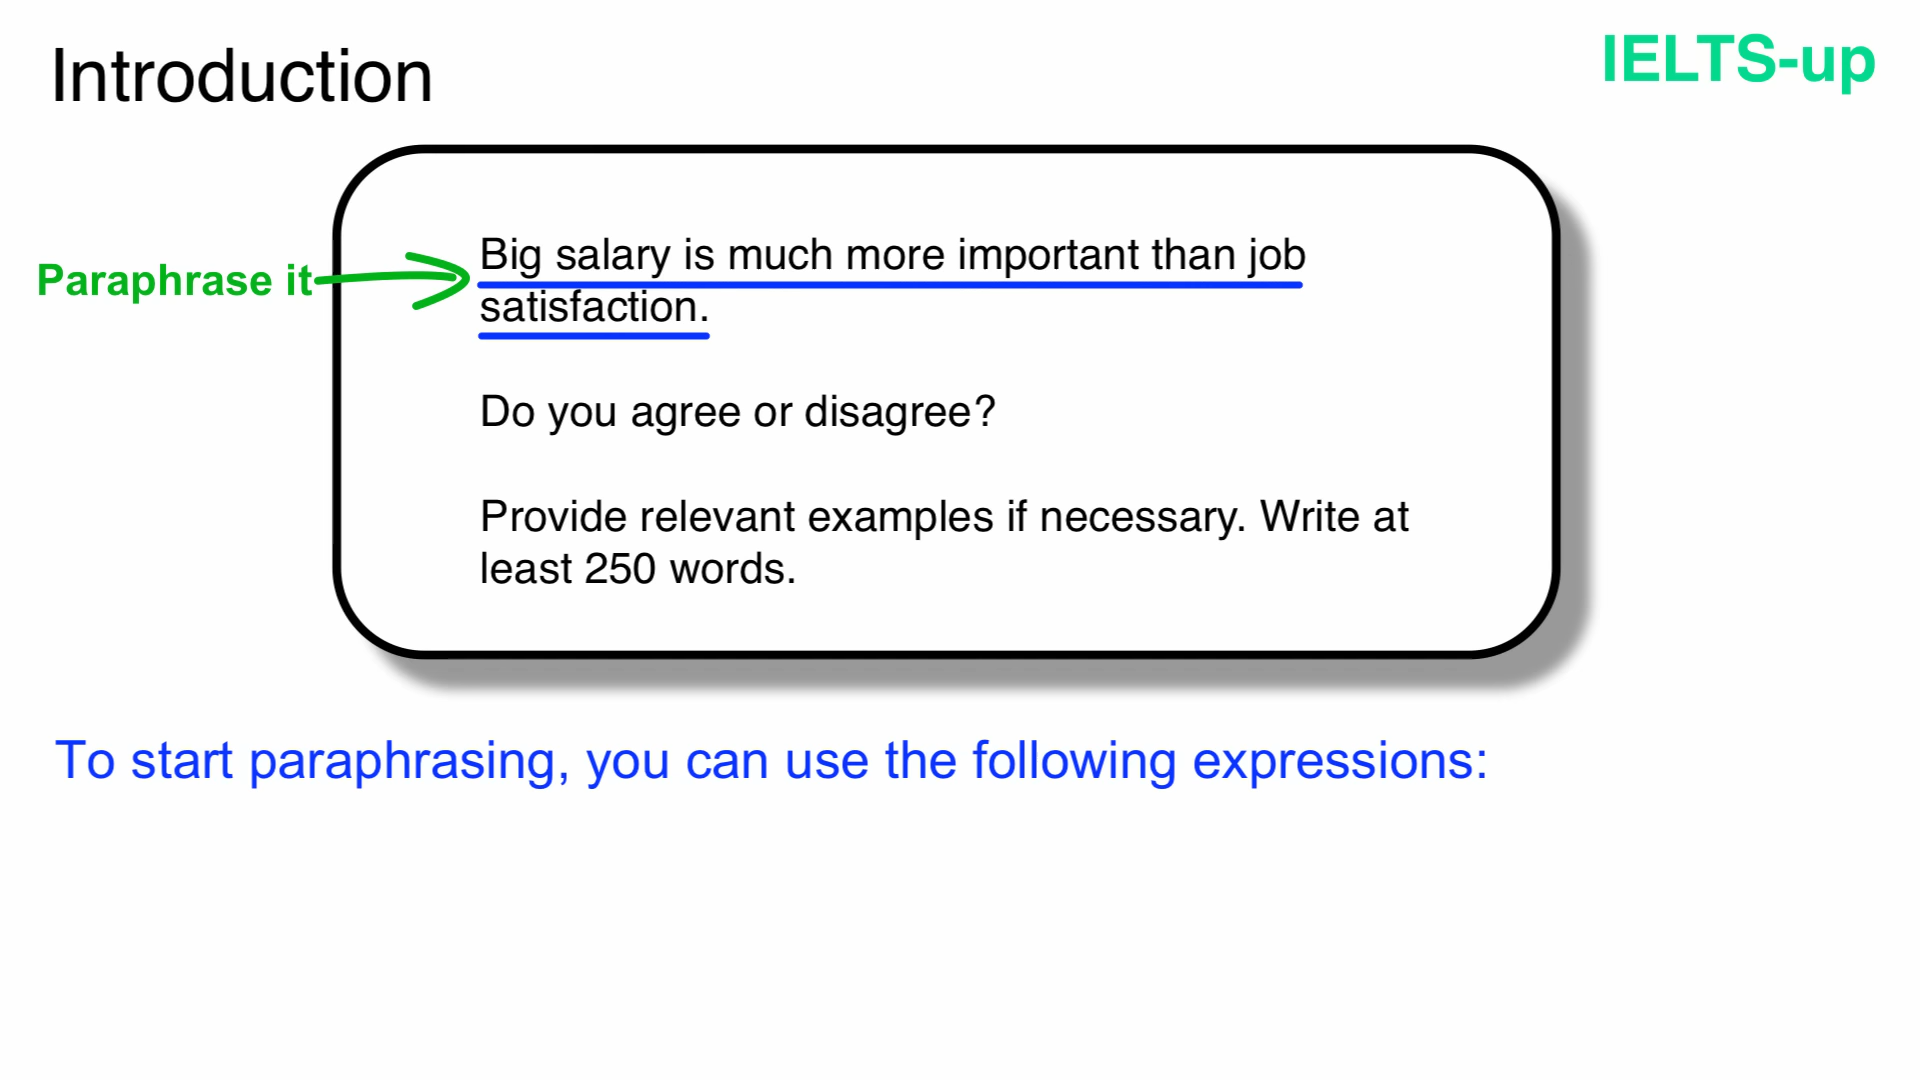 Introduction
IELTS-up
Paraphrase it
Big salary is much more important than job
satisfaction.
Do you agree or disagree?
Provide relevant examples if necessary. Write at
least 250 words.
To start paraphrasing, you can use the following expressions: